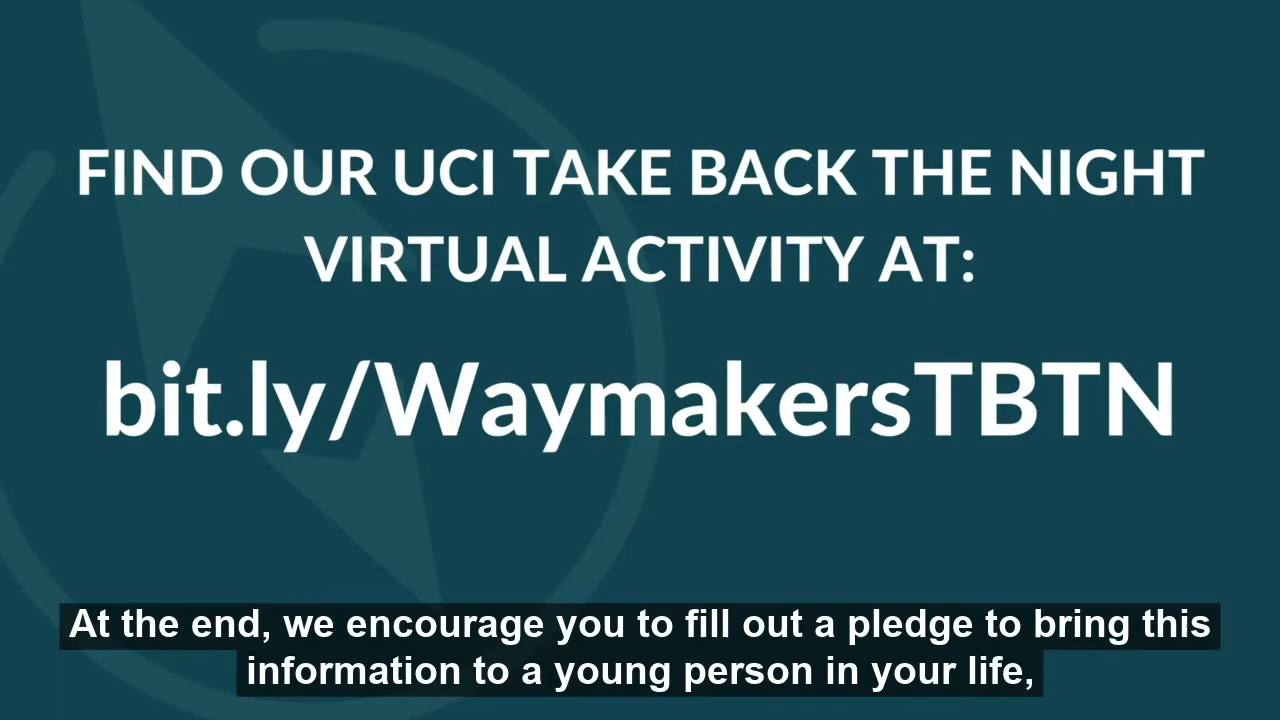 FIND OUR UCI TAKE BACK THE NIGHT
VIRTUAL ACTIVITY AT:
bit.ly/WaymakersTBTN
At the end, we encourage you to fill out a pledge to bring this
information to a young person in your life,